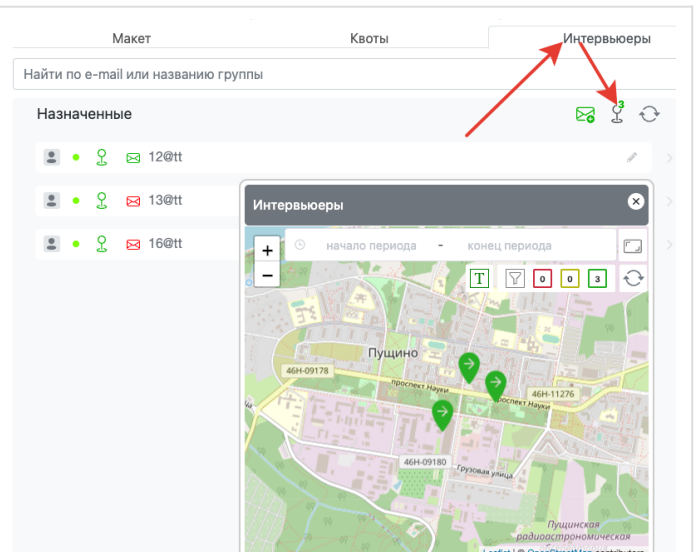 Макет
Квоты
Интервьюеры
Найти по e-mail или названию группы
Назначенные
3
12@tt
13@tt
16@tt
Интервьюеры
+
−
начало периода - конец периода
T 0 0 3
Пущино
46Н-09178
проспект Науки
проспект Науки
46Н-11276
46Н-09180
Грузовая улица
Пущинская
радиоастрономическая
Leaflet | © OpenStreetMap contributors